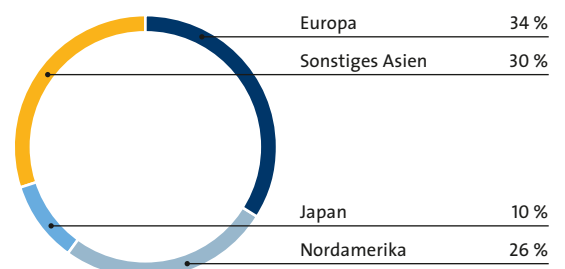 Europa 34 %
Sonstiges Asien 30 %
Japan 10 %
Nordamerika 26 %